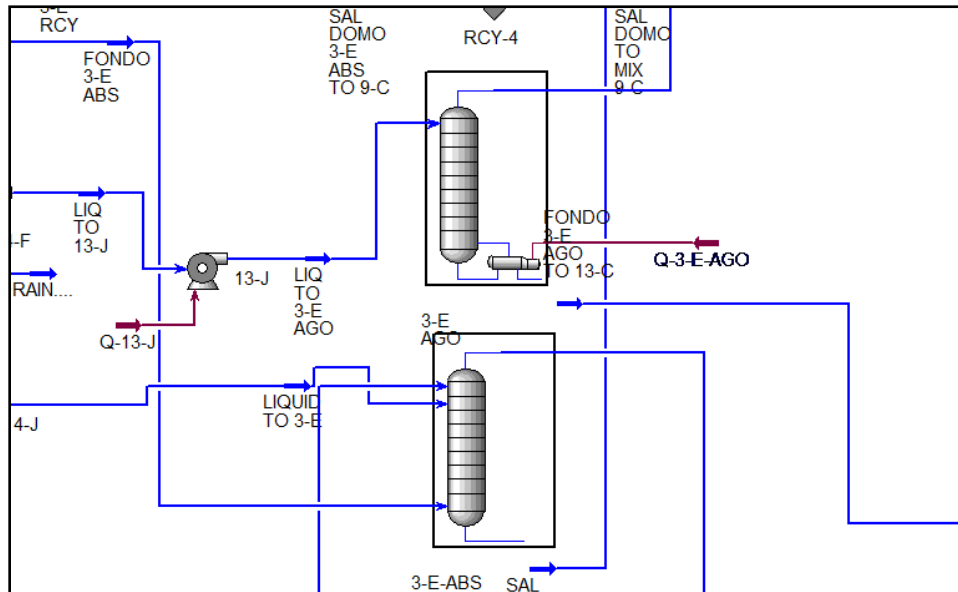 3-E
RCY
FONDO
3-E
ABS
SAL
DOMO
3-E
ABS
TO 9-C
RCY-4
SAL
DOMO
TO
MIX
9-C
LIQ
TO
13-J
-F
RAIN....
13-J
Q-13-J
LIQ
TO
3-E
AGO
FONDO
3-E
AGO
TO 13-C
Q-3-E-AGO
3-E
AGO
LIQUID
TO 3-E
4-J
3-E-ABS
SAL